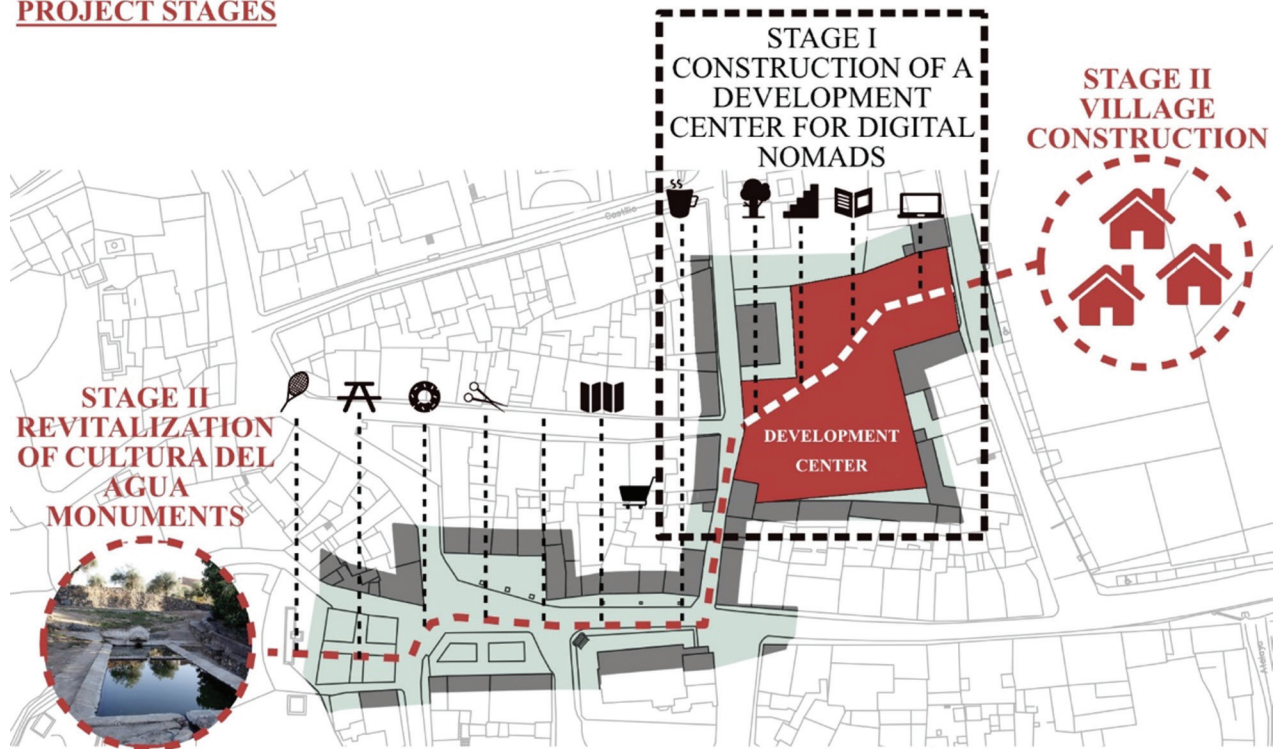 PROJECT STAGES
STAGE I
CONSTRUCTION OF A
DEVELOPMENT
CENTER FOR DIGITAL
NOMADS
STAGE II
VILLAGE
CONSTRUCTION
Castillo
STAGE II
REVITALIZATION
OF CULTURA DEL
AGUA
MONUMENTS
DEVELOPMENT
CENTER